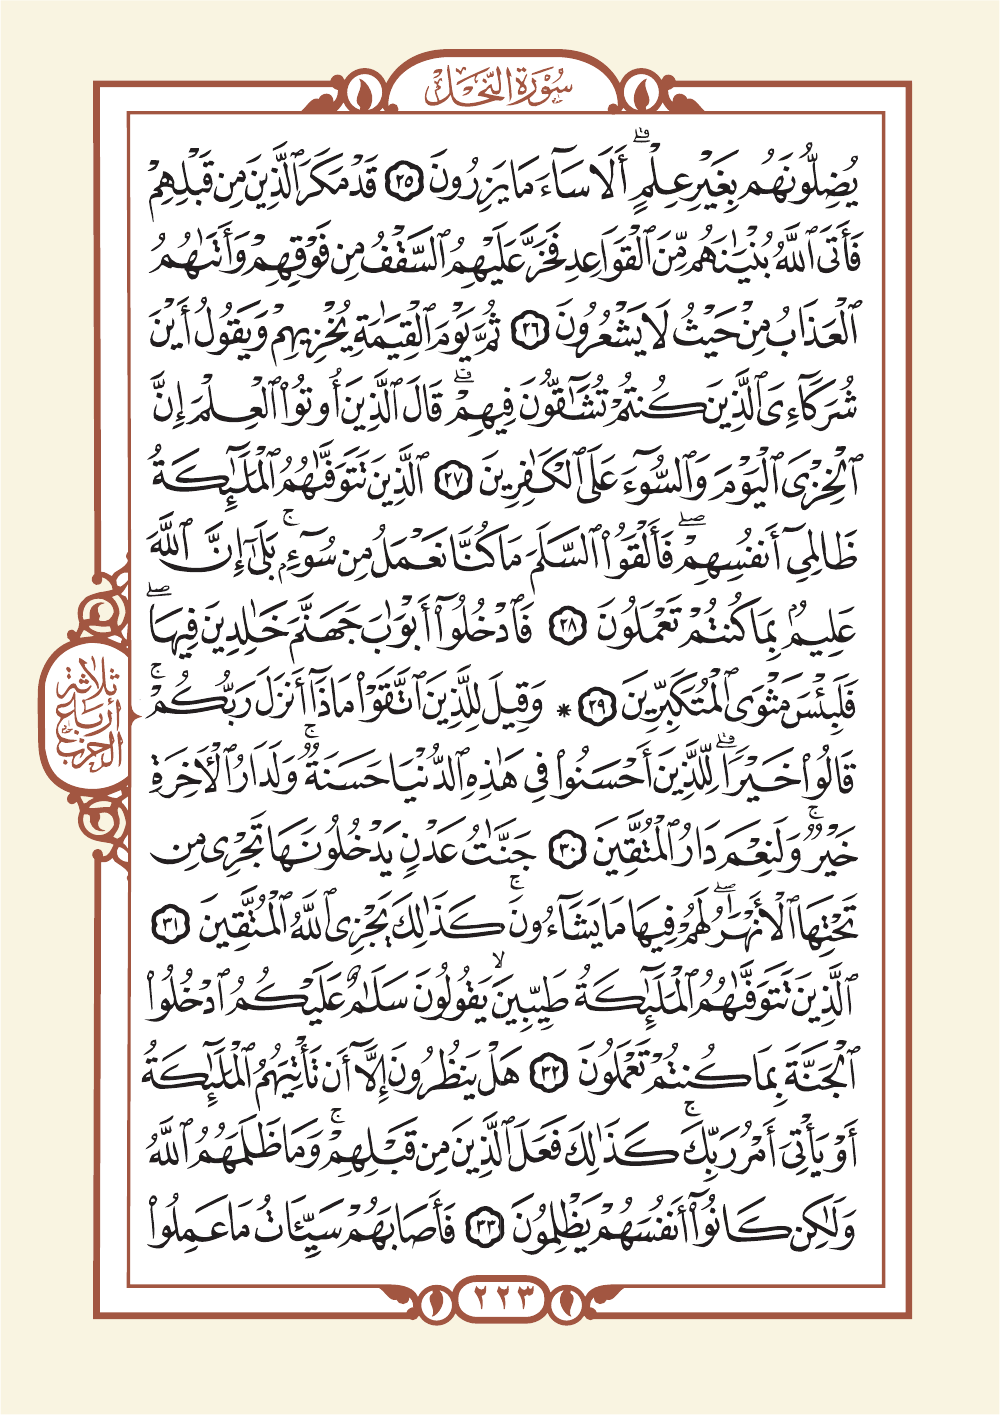 سُورَةُ النَّحْلِ
يُضِلُّونَهُم بِغَيْرِ عِلْمٍ ۗ أَلَا سَآءَ مَا يَزِرُونَ ٢٥ قَدْ مَكَرَ ٱلَّذِينَ مِن قَبْلِهِمْ
فَأَتَى ٱللَّهُ بُنْيَـٰنَهُم مِّنَ ٱلْقَوَاعِدِ فَخَرَّ عَلَيْهِمُ ٱلسَّقْفُ مِن فَوْقِهِمْ وَأَتَىٰهُمُ
ٱلْعَذَابُ مِنْ حَيْثُ لَا يَشْعُرُونَ ٢٦ ثُمَّ يَوْمَ ٱلْقِيَـٰمَةِ يُخْزِيهِمْ وَيَقُولُ أَيْنَ
شُرَكَآءِىَ ٱلَّذِينَ كُنتُمْ تُشَـٰٓقُّونَ فِيهِمْ ۚ قَالَ ٱلَّذِينَ أُوتُوا۟ ٱلْعِلْمَ إِنَّ
ٱلْخِزْىَ ٱلْيَوْمَ وَٱلسُّوٓءَ عَلَى ٱلْكَـٰفِرِينَ ٢٧ ٱلَّذِينَ تَتَوَفَّىٰهُمُ ٱلْمَلَـٰٓئِكَةُ
ظَالِمِىٓ أَنفُسِهِمْ ۖ فَأَلْقَوُا۟ ٱلسَّلَمَ مَا كُنَّا نَعْمَلُ مِن سُوٓءٍۭ ۚ بَلَىٰٓ إِنَّ ٱللَّهَ
عَلِيمٌۢ بِمَا كُنتُمْ تَعْمَلُونَ ٢٨ فَٱدْخُلُوٓا۟ أَبْوَٰبَ جَهَنَّمَ خَـٰلِدِينَ فِيهَا ۖ
فَلَبِئْسَ مَثْوَى ٱلْمُتَكَبِّرِينَ ٢٩ * وَقِيلَ لِلَّذِينَ ٱتَّقَوْا۟ مَاذَآ أَنزَلَ رَبُّكُمْ ۚ
ثلاثة
أرباع
الحزب
قَالُوا۟ خَيْرًا ۗ لِّلَّذِينَ أَحْسَنُوا۟ فِى هَـٰذِهِ ٱلدُّنْيَا حَسَنَةٌ ۚ وَلَدَارُ ٱلْـَٔاخِرَةِ
خَيْرٌ ۚ وَلَنِعْمَ دَارُ ٱلْمُتَّقِينَ ٣٠ جَنَّـٰتُ عَدْنٍ يَدْخُلُونَهَا تَجْرِى مِن
تَحْتِهَا ٱلْأَنْهَـٰرُ ۖ لَهُمْ فِيهَا مَا يَشَآءُونَ ۚ كَذَٰلِكَ يَجْزِى ٱللَّهُ ٱلْمُتَّقِينَ ٣١
ٱلَّذِينَ تَتَوَفَّىٰهُمُ ٱلْمَلَـٰٓئِكَةُ طَيِّبِينَ ۙ يَقُولُونَ سَلَـٰمٌ عَلَيْكُمُ ٱدْخُلُوا۟
ٱلْجَنَّةَ بِمَا كُنتُمْ تَعْمَلُونَ ٣٢ هَلْ يَنظُرُونَ إِلَّآ أَن تَأْتِيَهُمُ ٱلْمَلَـٰٓئِكَةُ
أَوْ يَأْتِىَ أَمْرُ رَبِّكَ ۚ كَذَٰلِكَ فَعَلَ ٱلَّذِينَ مِن قَبْلِهِمْ ۚ وَمَا ظَلَمَهُمُ ٱللَّهُ
وَلَـٰكِن كَانُوٓا۟ أَنفُسَهُمْ يَظْلِمُونَ ٣٣ فَأَصَابَهُمْ سَيِّـَٔاتُ مَا عَمِلُوا۟
٢٢٣